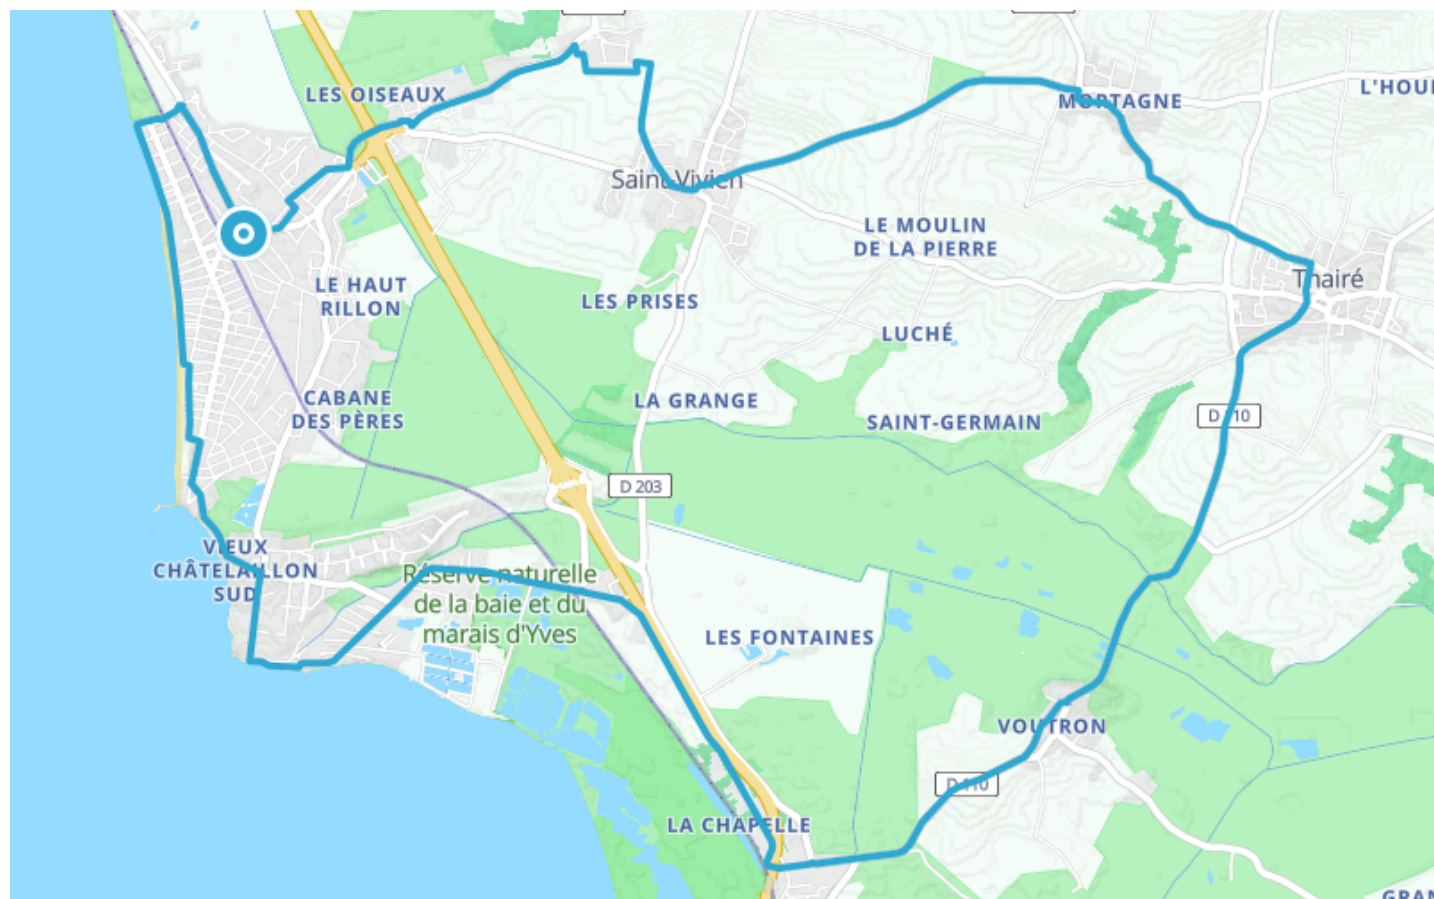 LES OISEAUX
MORTAGNE
L'HOU
Saint-Vivien
LE MOULIN
DE LA PIERRE
Thairé
LE HAUT
RILLON
LES PRISES
LUCHÉ
CABANE
DES PÈRES
LA GRANGE
SAINT-GERMAIN
D 110
D 203
VIEUX
CHÂTELAILLON
SUD
Réserve naturelle
de la baie et du
marais d'Yves
LES FONTAINES
VOUTRON
D 110
LA CHAPELLE
GRAN